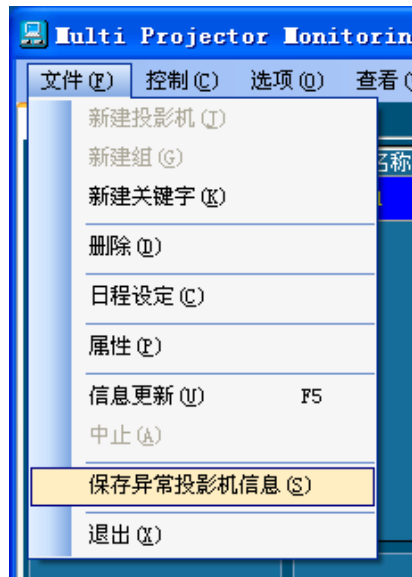 Multi Projector Monitorin
文件(F) 控制(C) 选项(O) 查看(
新建投影机(J)
新建组(G)
名称
新建关键字(K)
1
删除(D)
日程设定(C)
属性(P)
信息更新(U) F5
中止(A)
保存异常投影机信息(S)
退出(X)